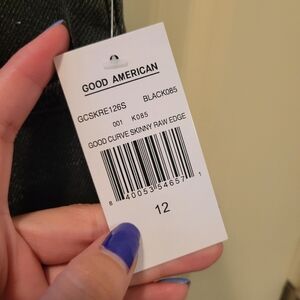 GOOD AMERICAN
GCSKRE126S BLACK085
001 K085
GOOD CURVE SKINNY RAW EDGE
8 40053 54657 1
12